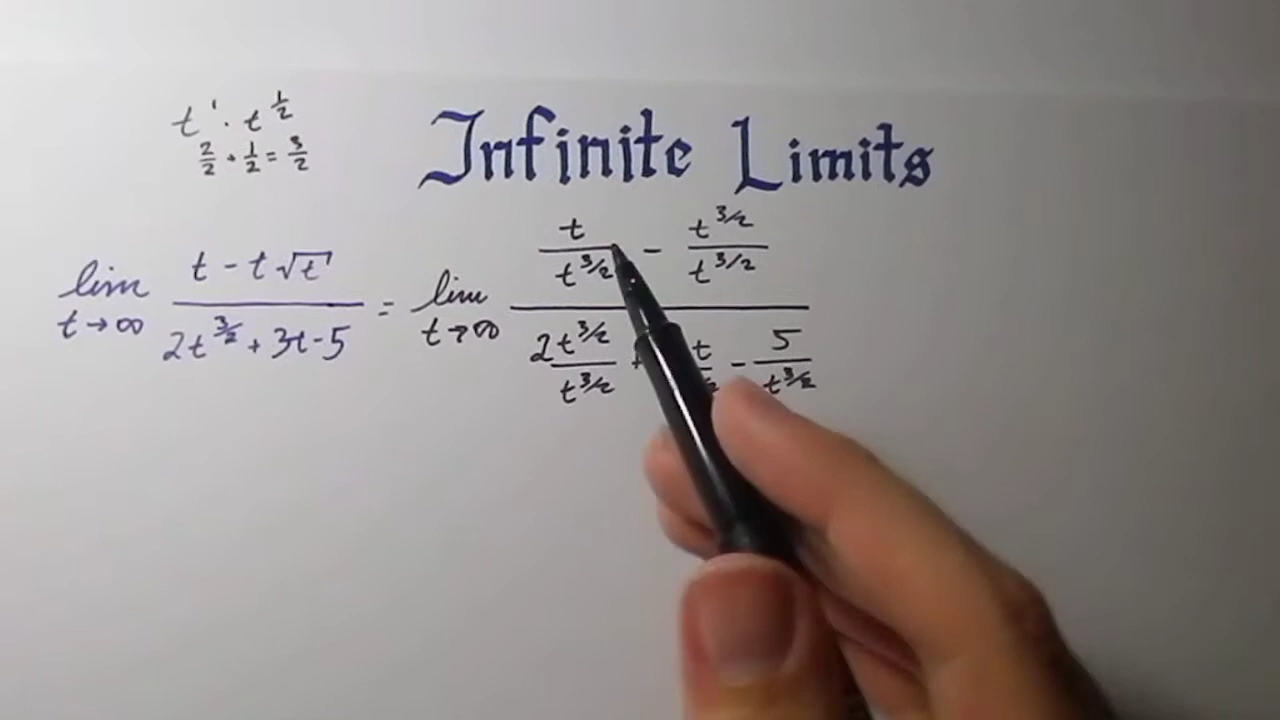 t¹ · t^½
2/2 + 1/2 = 3/2
Infinite Limits
lim t→∞ (t - t√t) / (2t^3/2 + 3t - 5) = lim t→∞ (t / t^3/2 - t^3/2 / t^3/2) / (2t^3/2 / t^3/2 + t / 2 - 5 / t^3/2)